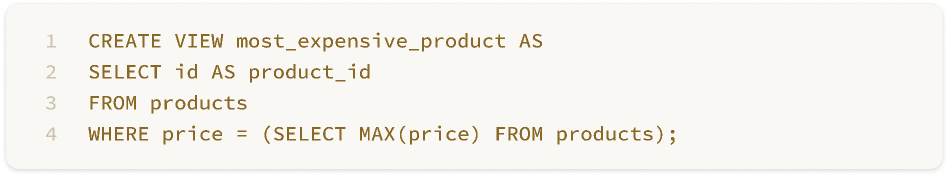 1 CREATE VIEW most_expensive_product AS
2 SELECT id AS product_id
3 FROM products
4 WHERE price = (SELECT MAX(price) FROM products);